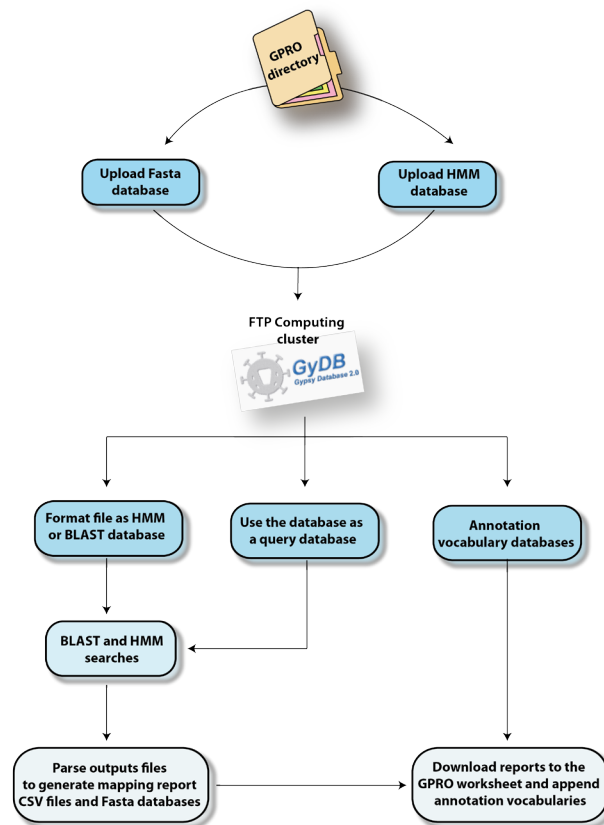 GPRO
directory
Upload Fasta
database
Upload HMM
database
FTP Computing
cluster
GyDB
Gypsy Database 2.0
Format file as HMM
or BLAST database
Use the database as
a query database
Annotation
vocabulary databases
BLAST and HMM
searches
Parse outputs files
to generate mapping report
CSV files and Fasta databases
Download reports to the
GPRO worksheet and append
annotation vocabularies